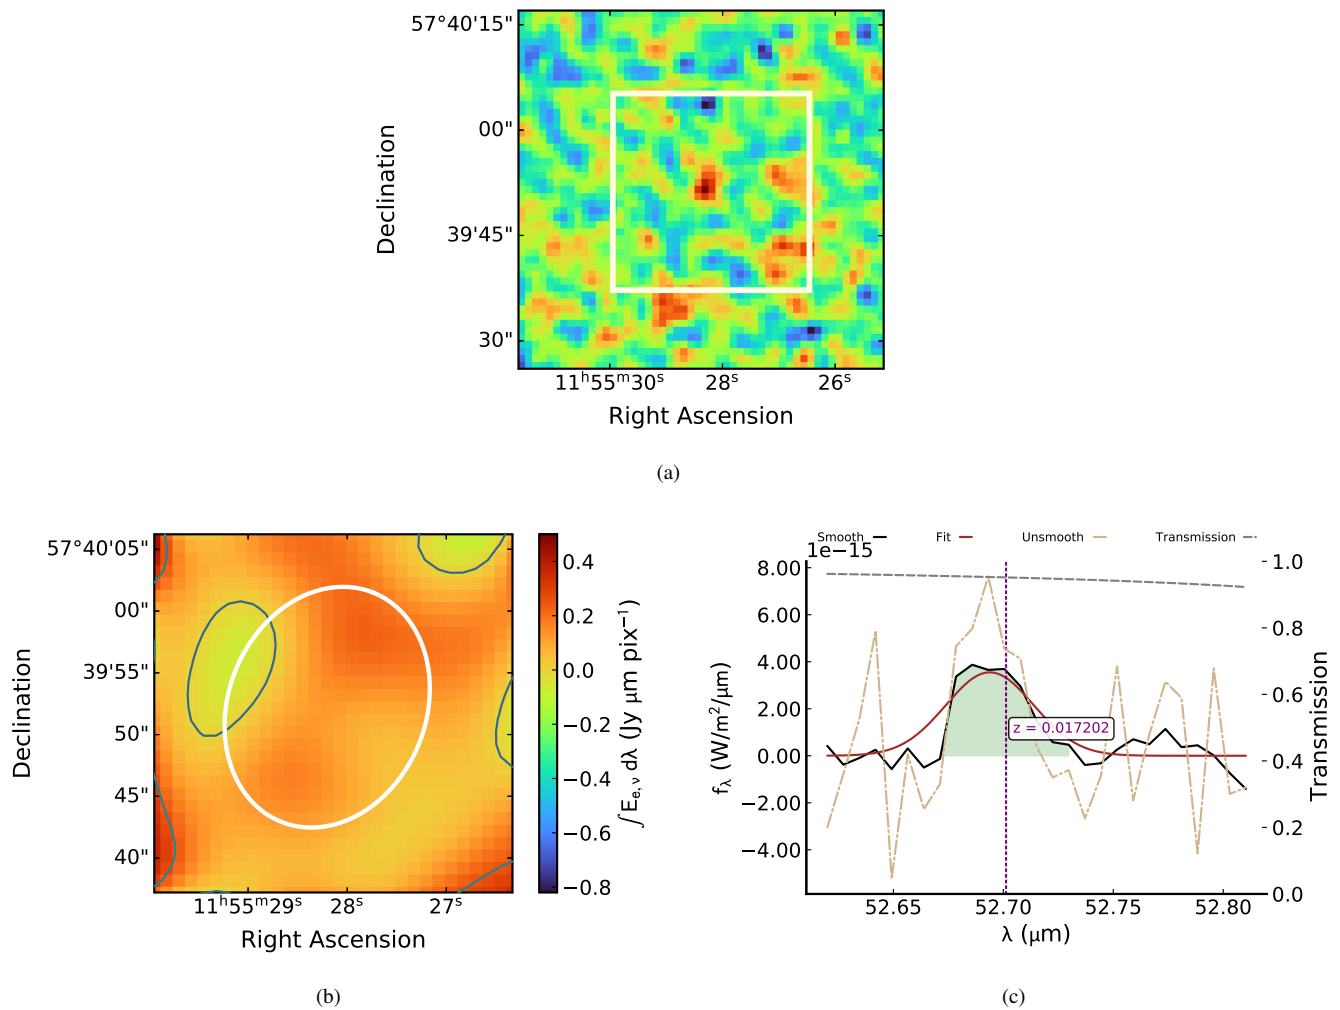 57°40'15"
00"
39'45"
30"
Declination
11ʰ55ᵐ30ˢ 28ˢ 26ˢ
Right Ascension
(a)
57°40'05"
00"
39'55"
50"
45"
40"
Declination
11ʰ55ᵐ29ˢ 28ˢ 27ˢ
Right Ascension
0.4
0.2
0.0
−0.2
−0.4
−0.6
−0.8
∫Ee,ν dλ (Jy μm pix⁻¹)
(b)
Smooth Fit Unsmooth Transmission
1e−15
8.00
6.00
4.00
2.00
0.00
−2.00
−4.00
fλ (W/m²/μm)
z = 0.017202
1.0
0.8
0.6
0.4
0.2
0.0
Transmission
52.65 52.70 52.75 52.80
λ (μm)
(c)